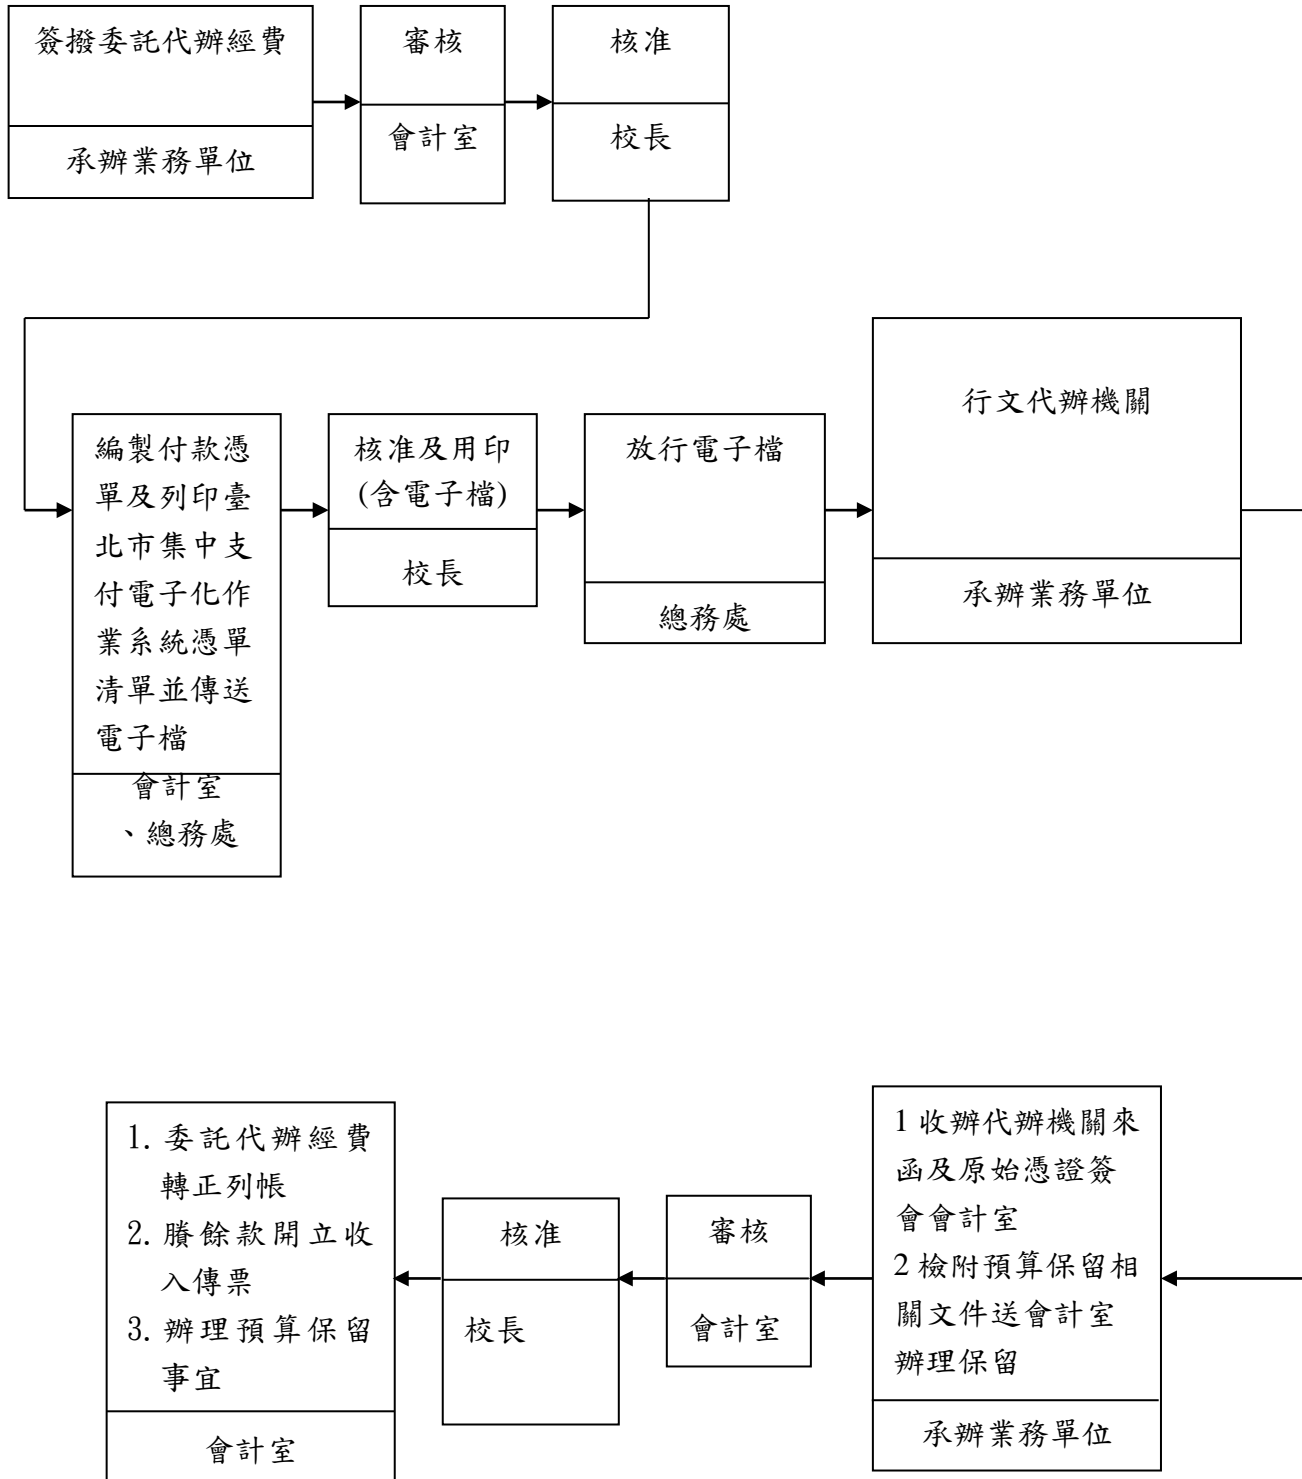 簽撥委託代辦經費
承辦業務單位
審核
會計室
核准
校長
編製付款憑
單及列印臺
北市集中支
付電子化作
業系統憑單
清單並傳送
電子檔
會計室
、總務處
核准及用印
(含電子檔)
校長
放行電子檔
總務處
行文代辦機關
承辦業務單位
1 收辦代辦機關來
函及原始憑證簽
會會計室
2 檢附預算保留相
關文件送會計室
辦理保留
承辦業務單位
審核
會計室
核准
校長
1. 委託代辦經費
轉正列帳
2. 賸餘款開立收
入傳票
3. 辦理預算保留
事宜
會計室